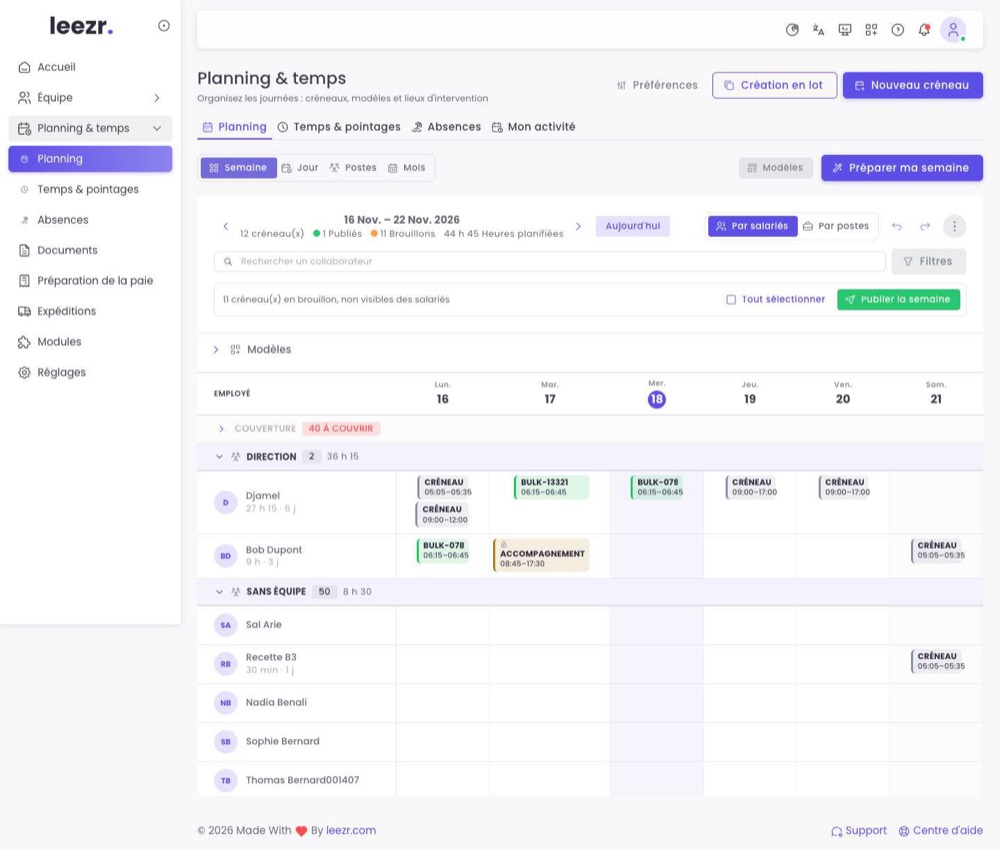 leezr.
Accueil
Équipe
Planning & temps
Planning
Temps & pointages
Absences
Documents
Préparation de la paie
Expéditions
Modules
Réglages
Planning & temps
Organisez les journées : créneaux, modèles et lieux d'intervention
Préférences
Création en lot
Nouveau créneau
Planning
Temps & pointages
Absences
Mon activité
Semaine
Jour
Postes
Mois
Modèles
Préparer ma semaine
16 Nov. – 22 Nov. 2026
12 créneau(x) 1 Publiés 11 Brouillons 44 h 45 Heures planifiées
Aujourd'hui
Par salariés
Par postes
Rechercher un collaborateur
Filtres
11 créneau(x) en brouillon, non visibles des salariés
Tout sélectionner
Publier la semaine
Modèles
EMPLOYÉ
Lun. 16
Mar. 17
Mer. 18
Jeu. 19
Ven. 20
Sam. 21
COUVERTURE 40 À COUVRIR
DIRECTION 2 36 h 15
D
Djamel
27 h 15 · 6 j
CRÉNEAU
05:05–05:35
CRÉNEAU
09:00–12:00
BULK-13321
06:15–06:45
BULK-078
06:15–06:45
CRÉNEAU
09:00–17:00
CRÉNEAU
09:00–17:00
BD
Bob Dupont
9 h · 3 j
BULK-078
06:15–06:45
ACCOMPAGNEMENT
08:45–17:30
CRÉNEAU
05:05–05:35
SANS ÉQUIPE 50 8 h 30
SA
Sal Arie
RB
Recette B3
30 min · 1 j
CRÉNEAU
05:05–05:35
NB
Nadia Benali
SB
Sophie Bernard
TB
Thomas Bernard001407
© 2026 Made With ❤ By leezr.com
Support
Centre d'aide